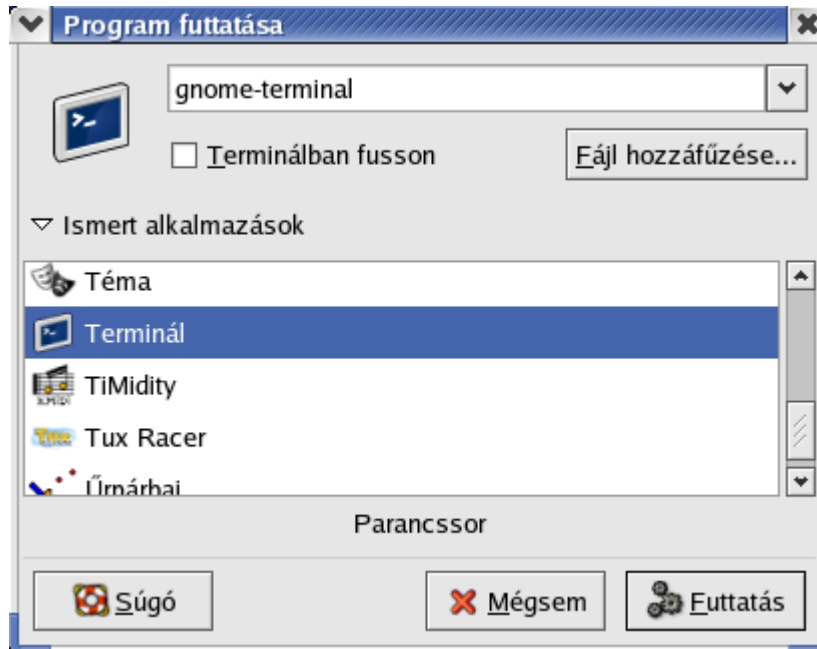 Program futtatása
gnome-terminal
Terminálban fusson
Fájl hozzáfűzése...
Ismert alkalmazások
Téma
Terminál
TiMidity
Tux Racer
Űrpárbaj
Parancssor
Súgó
Mégsem
Futtatás